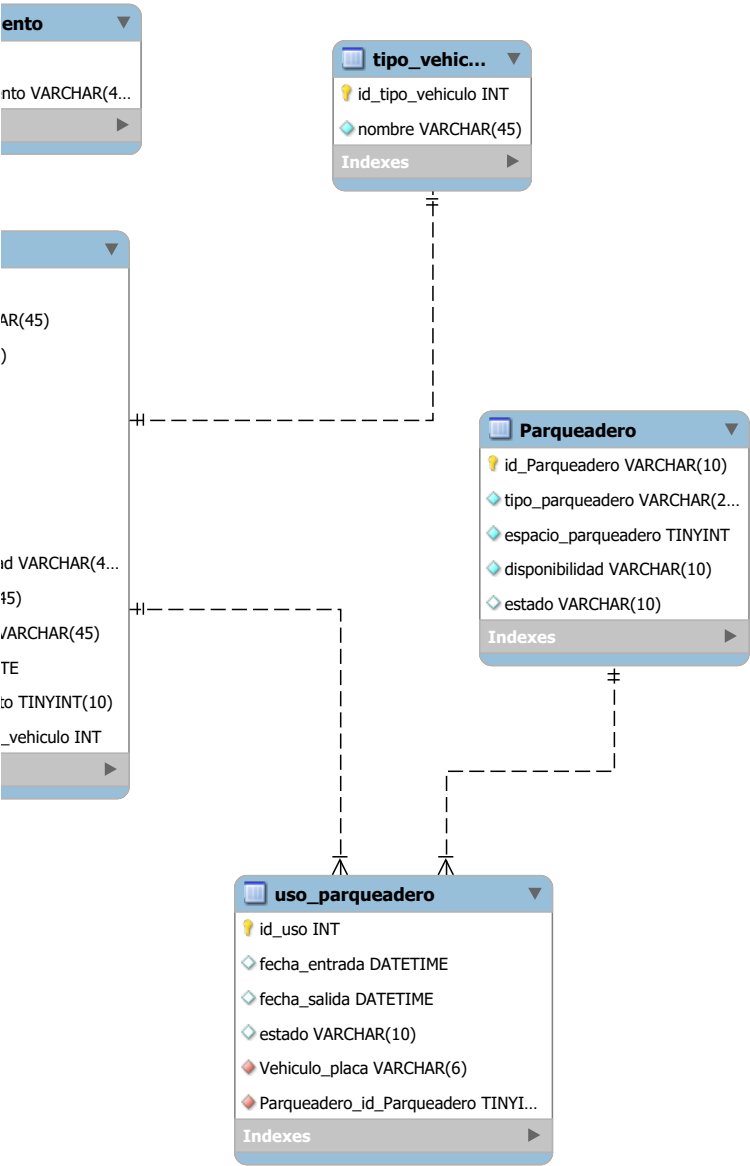 ento
nto VARCHAR(4...
tipo_vehic...
id_tipo_vehiculo INT
nombre VARCHAR(45)
Indexes
AR(45)
)
ad VARCHAR(4...
45)
VARCHAR(45)
TE
to TINYINT(10)
_vehiculo INT
Parqueadero
id_Parqueadero VARCHAR(10)
tipo_parqueadero VARCHAR(2...
espacio_parqueadero TINYINT
disponibilidad VARCHAR(10)
estado VARCHAR(10)
Indexes
uso_parqueadero
id_uso INT
fecha_entrada DATETIME
fecha_salida DATETIME
estado VARCHAR(10)
Vehiculo_placa VARCHAR(6)
Parqueadero_id_Parqueadero TINYI...
Indexes